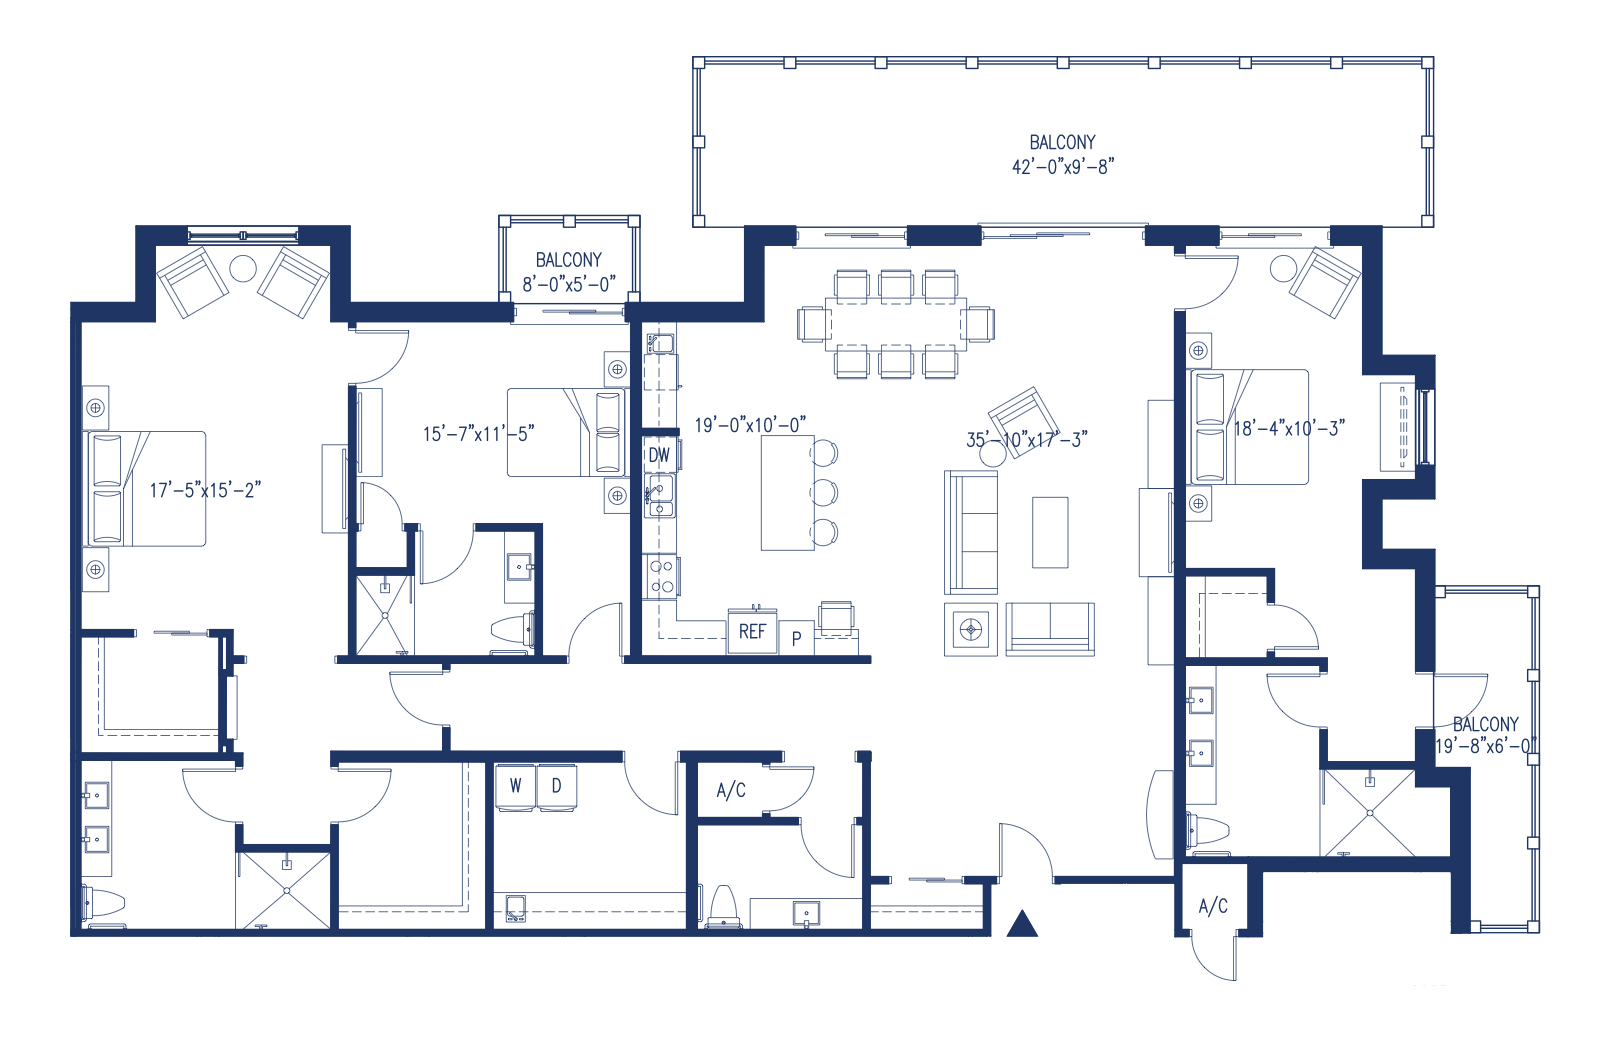 BALCONY
42'-0"x9'-8"
BALCONY
8'-0"x5'-0"
19'-0"x10'-0"
15'-7"x11'-5"
35'-10"x17'-3"
18'-4"x10'-3"
DW
17'-5"x15'-2"
REF
P
BALCONY
19'-8"x6'-0"
W
D
A/C
A/C